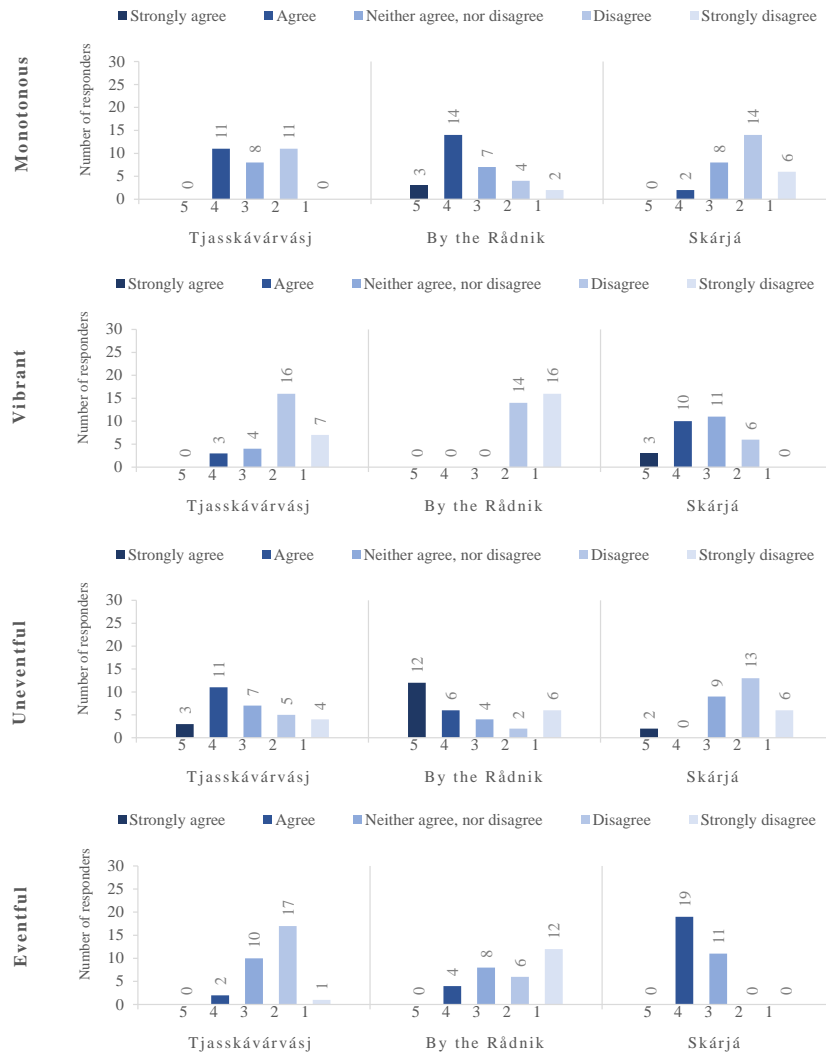 Strongly agree Agree Neither agree, nor disagree Disagree Strongly disagree
Monotonous
Number of responders
30
25
20
15
10
5
0
0 11 8 11 0 3 14 7 4 2 0 2 8 14 6
5 4 3 2 1 5 4 3 2 1 5 4 3 2 1
Tjasskávárvásj By the Rådnik Skárjá
Strongly agree Agree Neither agree, nor disagree Disagree Strongly disagree
Vibrant
Number of responders
30
25
20
15
10
5
0
0 3 4 16 7 0 0 0 14 16 3 10 11 6 0
5 4 3 2 1 5 4 3 2 1 5 4 3 2 1
Tjasskávárvásj By the Rådnik Skárjá
Strongly agree Agree Neither agree, nor disagree Disagree Strongly disagree
Uneventful
Number of responders
30
25
20
15
10
5
0
3 11 7 5 4 12 6 4 2 6 2 0 9 13 6
5 4 3 2 1 5 4 3 2 1 5 4 3 2 1
Tjasskávárvásj By the Rådnik Skárjá
Strongly agree Agree Neither agree, nor disagree Disagree Strongly disagree
Eventful
Number of responders
30
25
20
15
10
5
0
0 2 10 17 1 0 4 8 6 12 0 19 11 0 0
5 4 3 2 1 5 4 3 2 1 5 4 3 2 1
Tjasskávárvásj By the Rådnik Skárjá